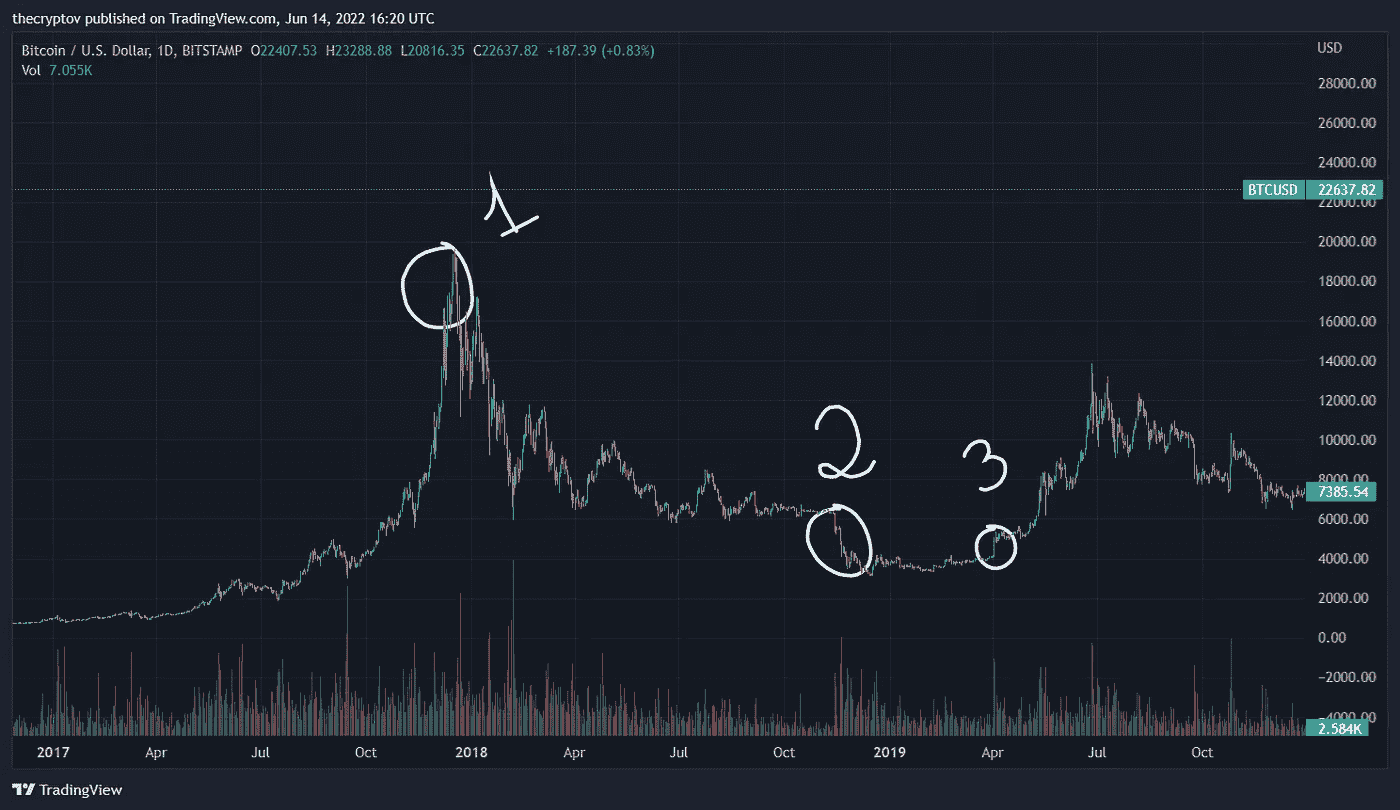 thecryptov published on TradingView.com, Jun 14, 2022 16:20 UTC
Bitcoin / U.S. Dollar, 1D, BITSTAMP O22407.53 H23288.88 L20816.35 C22637.82 +187.39 (+0.83%)
Vol 7.055K
USD
28000.00
26000.00
24000.00
BTCUSD 22637.82
22000.00
20000.00
18000.00
16000.00
14000.00
12000.00
10000.00
8000.00
7385.54
6000.00
4000.00
2000.00
0.00
−2000.00
−4000.00
2.584K
1
2
3
2017 Apr Jul Oct 2018 Apr Jul Oct 2019 Apr Jul Oct
TradingView